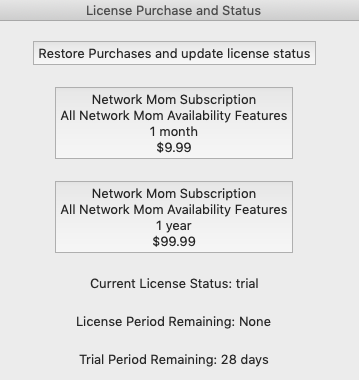 License Purchase and Status
Restore Purchases and update license status
Network Mom Subscription
All Network Mom Availability Features
1 month
$9.99
Network Mom Subscription
All Network Mom Availability Features
1 year
$99.99
Current License Status: trial
License Period Remaining: None
Trial Period Remaining: 28 days